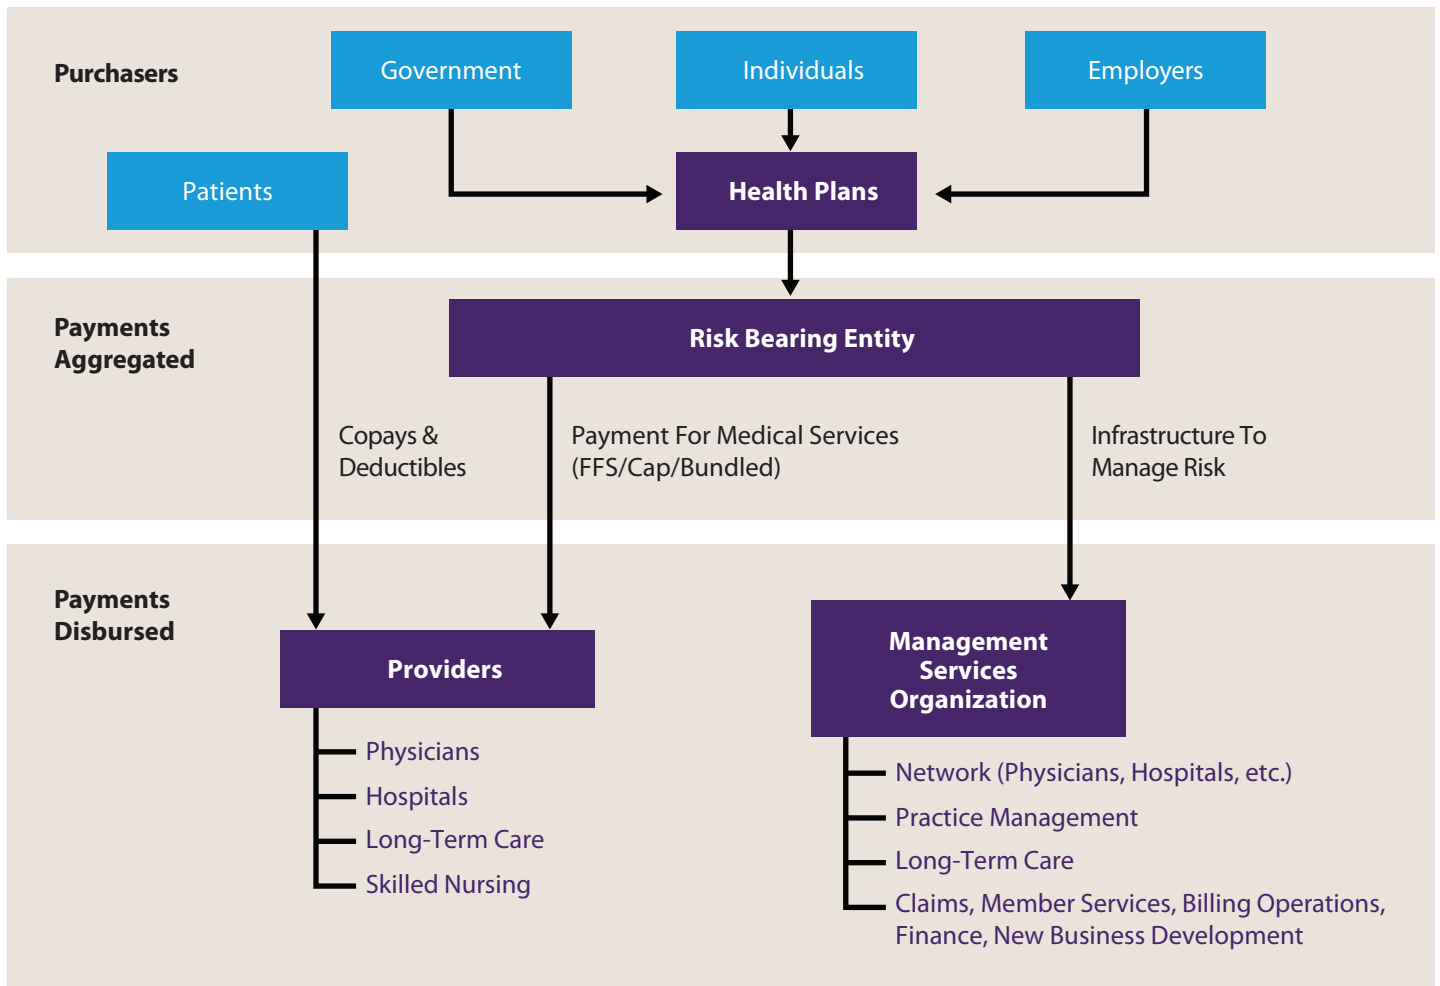 Purchasers
Government
Individuals
Employers
Patients
Health Plans
Payments
Aggregated
Risk Bearing Entity
Copays &
Deductibles
Payment For Medical Services
(FFS/Cap/Bundled)
Infrastructure To
Manage Risk
Payments
Disbursed
Providers
Physicians
Hospitals
Long-Term Care
Skilled Nursing
Management
Services
Organization
Network (Physicians, Hospitals, etc.)
Practice Management
Long-Term Care
Claims, Member Services, Billing Operations,
Finance, New Business Development